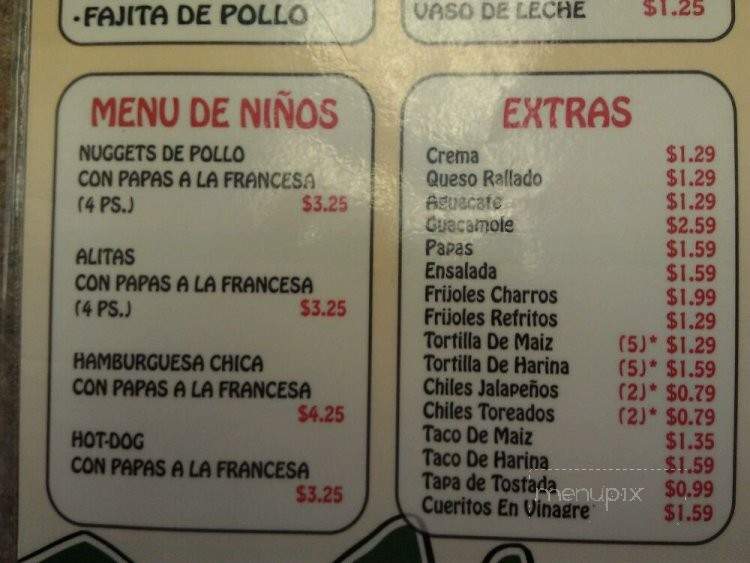 ·FAJITA DE POLLO
VASO DE LECHE $1.25
MENU DE NIÑOS
NUGGETS DE POLLO
CON PAPAS A LA FRANCESA
(4 PS.) $3.25
ALITAS
CON PAPAS A LA FRANCESA
(4 PS.) $3.25
HAMBURGUESA CHICA
CON PAPAS A LA FRANCESA
$4.25
HOT-DOG
CON PAPAS A LA FRANCESA
$3.25
EXTRAS
Crema $1.29
Queso Rallado $1.29
Aguacate $1.29
Guacamole $2.59
Papas $1.59
Ensalada $1.59
Frijoles Charros $1.99
Frijoles Refritos $1.29
Tortilla De Maiz (5)* $1.29
Tortilla De Harina (5)* $1.59
Chiles Jalapeños (2)* $0.79
Chiles Toreados (2)* $0.79
Taco De Maiz $1.35
Taco De Harina $1.59
Tapa de Tostada $0.99
Cueritos En Vinagre $1.59
menupix